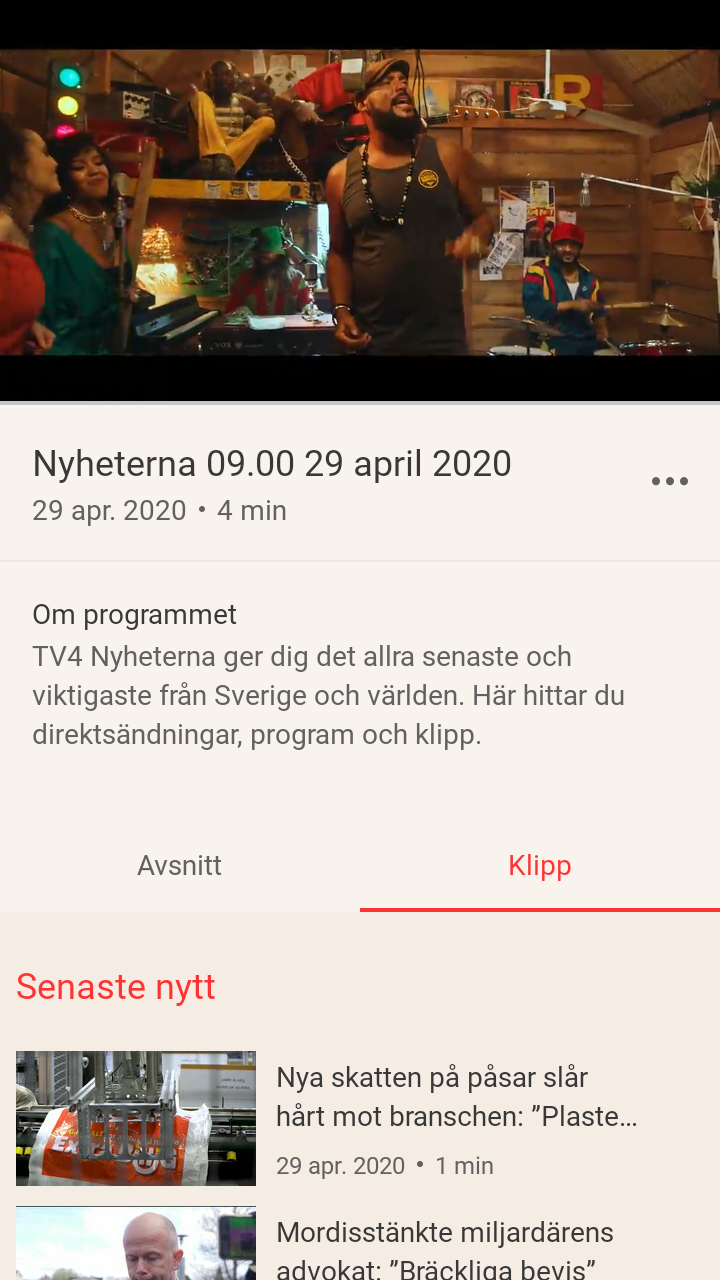 R
VOX
Nyheterna 09.00 29 april 2020
29 apr. 2020 • 4 min
Om programmet
TV4 Nyheterna ger dig det allra senaste och
viktigaste från Sverige och världen. Här hittar du
direktsändningar, program och klipp.
Avsnitt
Klipp
Senaste nytt
Nya skatten på påsar slår
hårt mot branschen: ”Plaste…
29 apr. 2020 • 1 min
Mordisstänkte miljardärens
advokat: ”Bräckliga bevis”